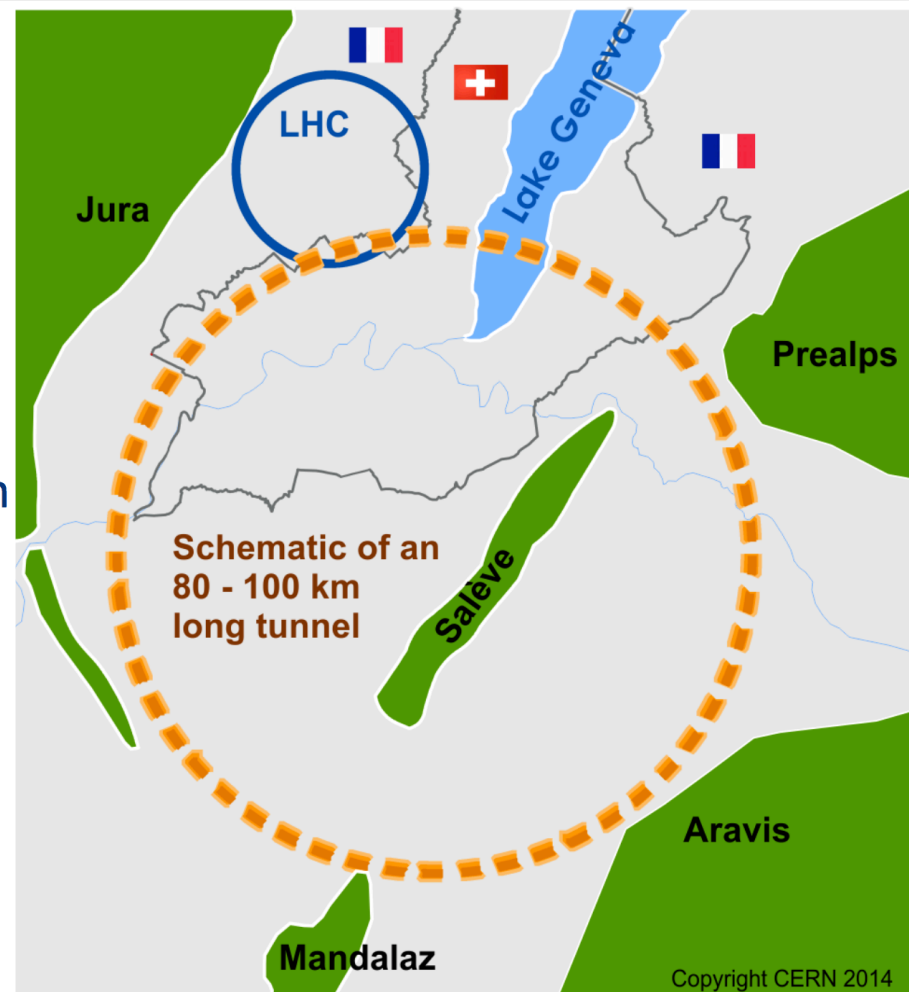 LHC
Lake Geneva
Jura
Prealps
Schematic of an
80 - 100 km
long tunnel
Salève
Aravis
Mandalaz
Copyright CERN 2014